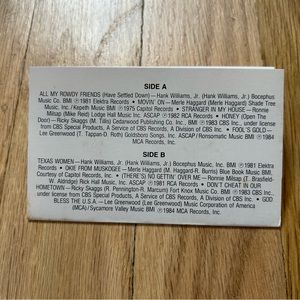 SIDE A
ALL MY ROWDY FRIENDS (Have Settled Down)—Hank Williams, Jr. (Hank Williams, Jr.) Bocephus
Music Co. BMI ℗1981 Elektra Records • MOVIN' ON—Merle Haggard (Merle Haggard) Shade Tree
Music, Inc./Kepeth Music BMI ℗1975 Capitol Records • STRANGER IN MY HOUSE—Ronnie
Milsap (Mike Reid) Lodge Hall Music Inc. ASCAP ℗1982 RCA Records • HONEY (Open The
Door)—Ricky Skaggs (M. Tillis) Cedarwood Publishing Co., Inc., BMI ℗1983 CBS Inc., under license
from CBS Special Products, A Service of CBS Records, A Division of CBS Inc. • FOOL'S GOLD—
Lee Greenwood (T. Tappan-D. Roth) Goldsboro Music, Inc. ASCAP/Ronsomatic Music BMI ℗1984
MCA Records, Inc.
SIDE B
TEXAS WOMEN—Hank Williams, Jr. (Hank Williams, Jr.) Bocephus Music, Inc. BMI ℗1981 Elektra
Records • OKIE FROM MUSKOGEE—Merle Haggard (M. Haggard-R. Burris) Blue Book Music BMI,
Courtesy of Capitol Records, Inc. • (THERE'S) NO GETTIN' OVER ME—Ronnie Milsap (T. Brasfield-
W. Aldridge) Rick Hall Music, Inc. ASCAP ℗1981 RCA Records • DON'T CHEAT IN OUR
HOMETOWN—Ricky Skaggs (R. Pennington-R. Marcum) Fort Knox Music Co. BMI ℗1983 CBS Inc.,
under license from CBS Special Products, A Service of CBS Records, A Division of CBS Inc. • GOD
BLESS THE U.S.A.—Lee Greenwood (Lee Greenwood) Music Corporation of America
(MCA)/Sycamore Valley Music BMI ℗1984 MCA Records, Inc.